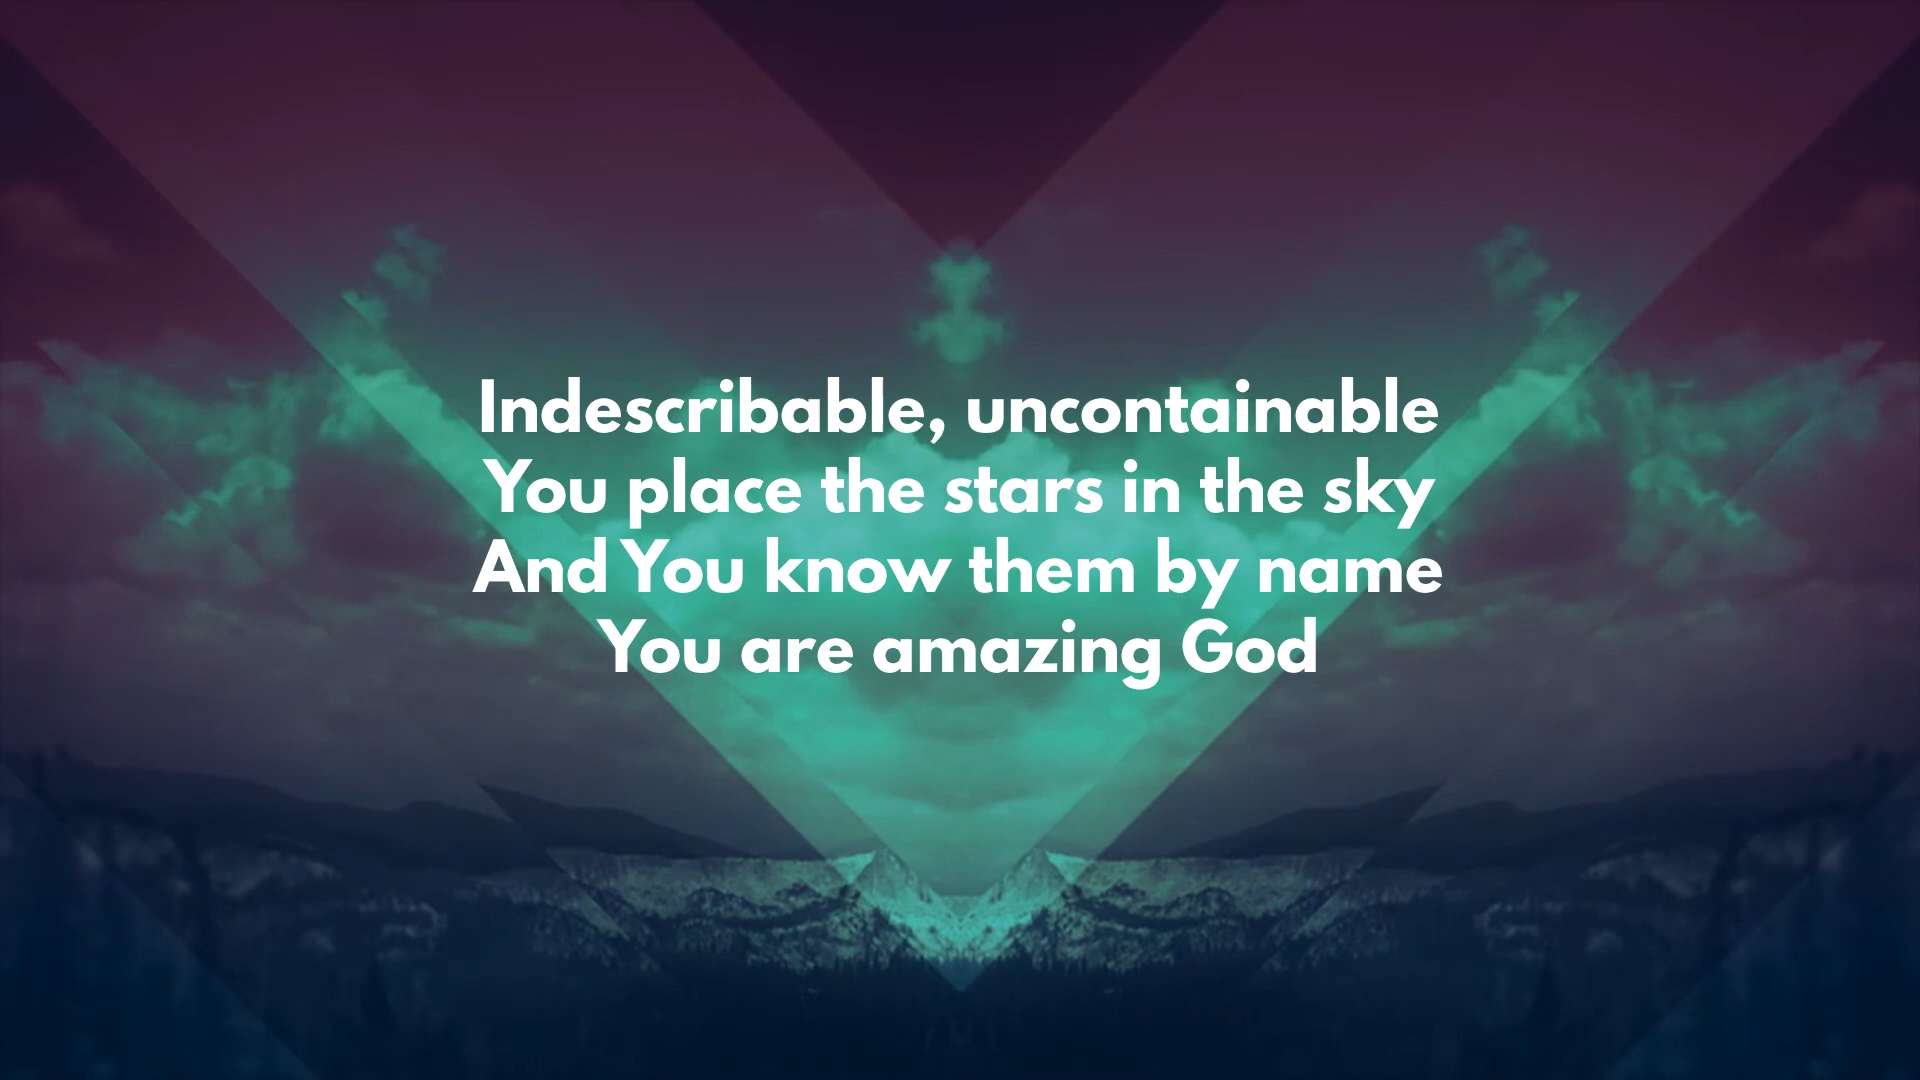 Indescribable, uncontainable
You place the stars in the sky
And You know them by name
You are amazing God